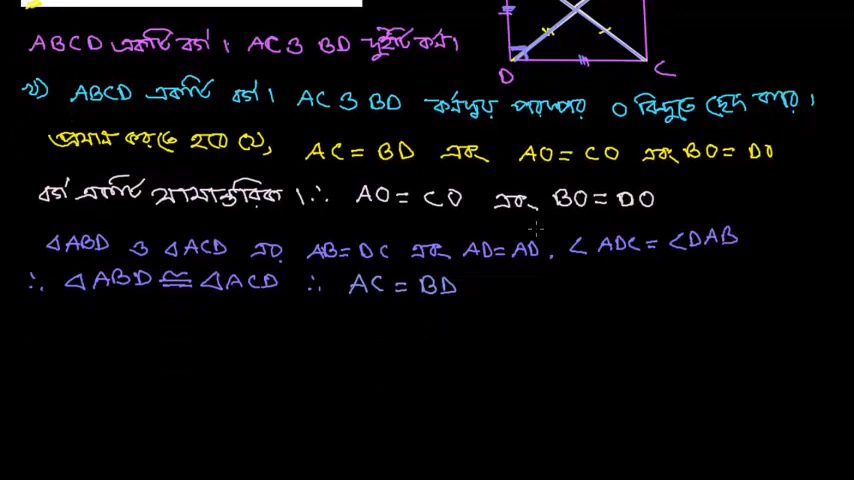 D
C
ABCD একটি বর্গ। AC ও BD দুইটি কর্ণ।
খ) ABCD একটি বর্গ। AC ও BD কর্ণদ্বয় পরস্পর O বিন্দুতে ছেদ করে।
প্রমাণ করতে হবে যে, AC = BD এবং AO = CO এবং BO = DO
বর্গ একটি সামান্তরিক। ∴ AO = CO এবং BO = DO
△ABD ও △ACD এ AB = DC এবং AD = AD, ∠ADC = ∠DAB
∴ △ABD ≅ △ACD ∴ AC = BD